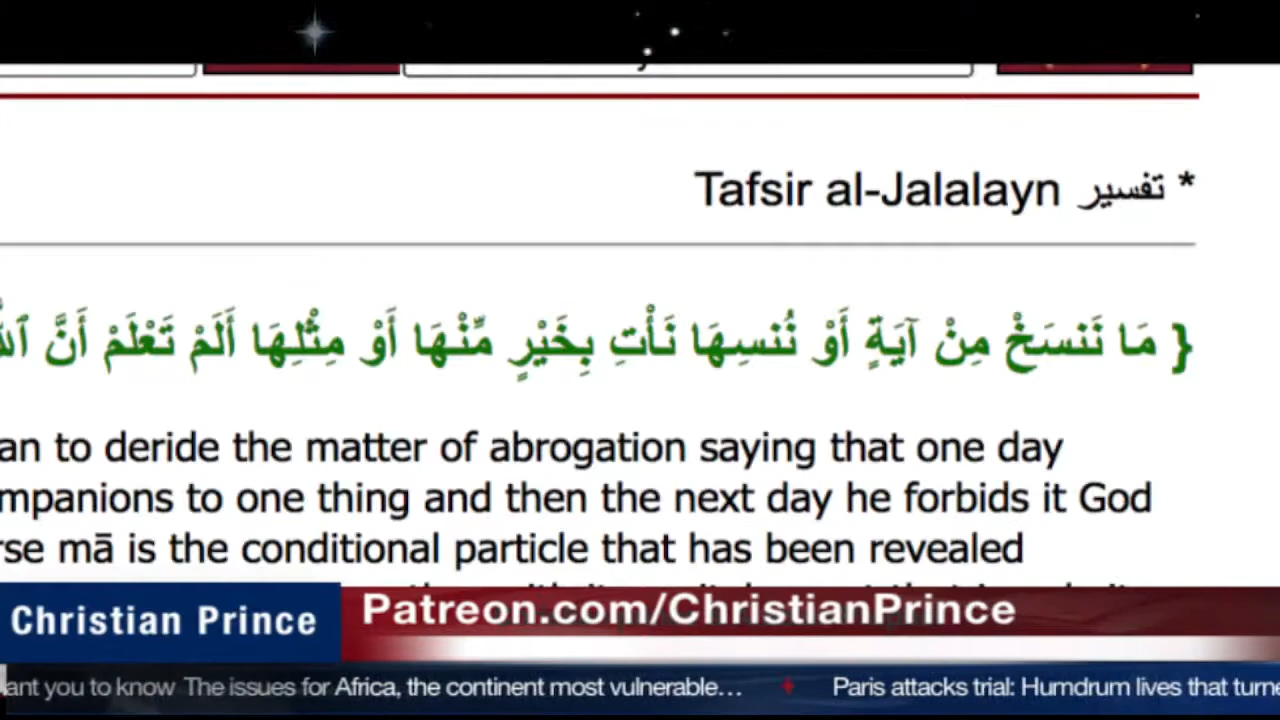 Tafsir al-Jalalayn تفسير *
{ مَا نَنسَخْ مِنْ آيَةٍ أَوْ نُنسِهَا نَأْتِ بِخَيْرٍ مِّنْهَا أَوْ مِثْلِهَا أَلَمْ تَعْلَمْ أَنَّ
an to deride the matter of abrogation saying that one day
mpanions to one thing and then the next day he forbids it God
rse mā is the conditional particle that has been revealed
Christian Prince
Patreon.com/ChristianPrince
ant you to know The issues for Africa, the continent most vulnerable... Paris attacks trial: Humdrum lives that turne